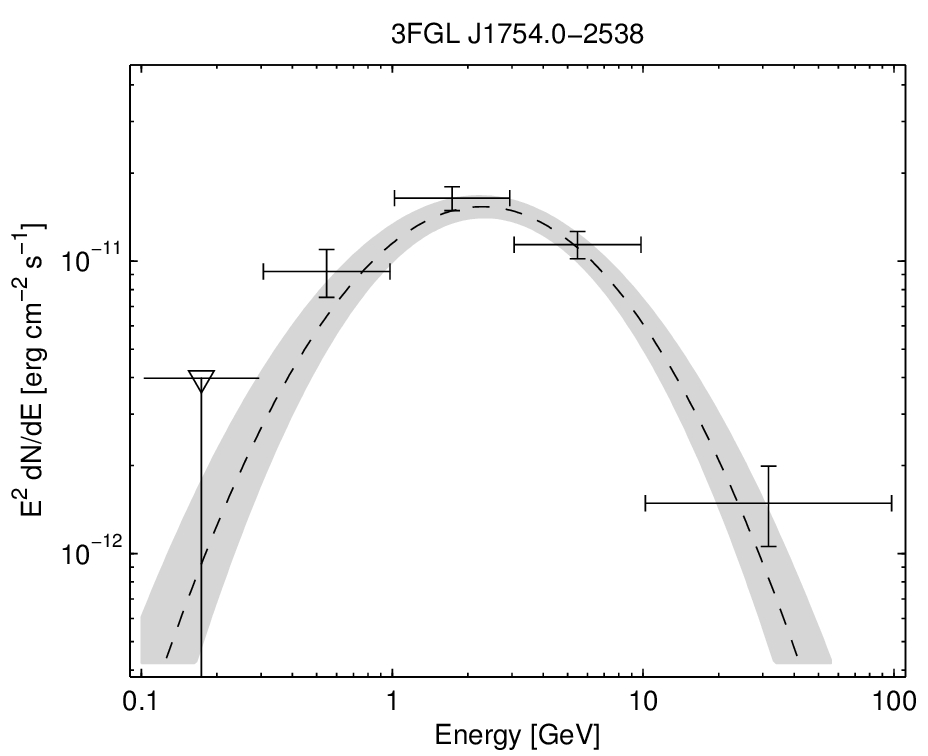 3FGL J1754.0−2538
E² dN/dE [erg cm⁻² s⁻¹]
10⁻¹¹
10⁻¹²
0.1 1 10 100
Energy [GeV]